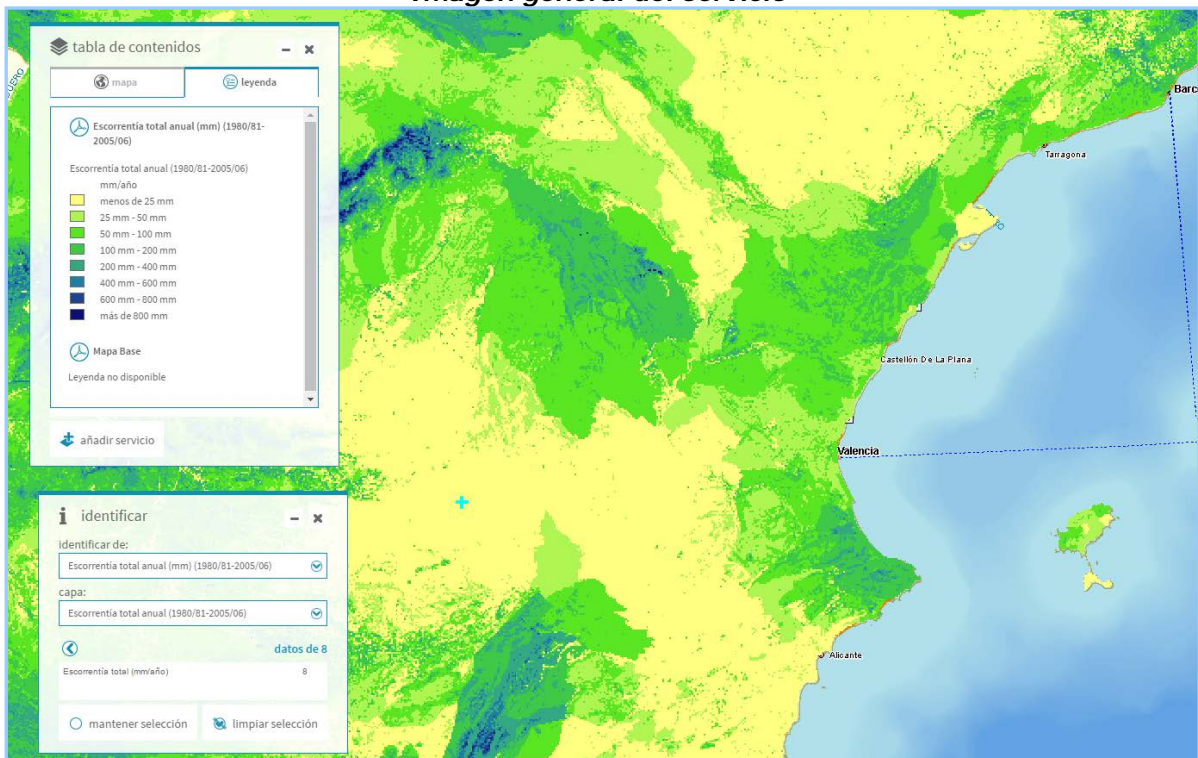 Imagen general del servicio
tabla de contenidos
mapa
leyenda
Escorrentía total anual (mm) (1980/81-
2005/06)
Escorrentía total anual (1980/81-2005/06)
mm/año
menos de 25 mm
25 mm - 50 mm
50 mm - 100 mm
100 mm - 200 mm
200 mm - 400 mm
400 mm - 600 mm
600 mm - 800 mm
más de 800 mm
Mapa Base
Leyenda no disponible
añadir servicio
identificar
identificar de:
Escorrentía total anual (mm) (1980/81-2005/06)
capa:
Escorrentía total anual (1980/81-2005/06)
datos de 8
Escorrentía total (mm/año) 8
mantener selección
limpiar selección
Barc
Tarragona
Castellón De La Plana
Valencia
Alicante